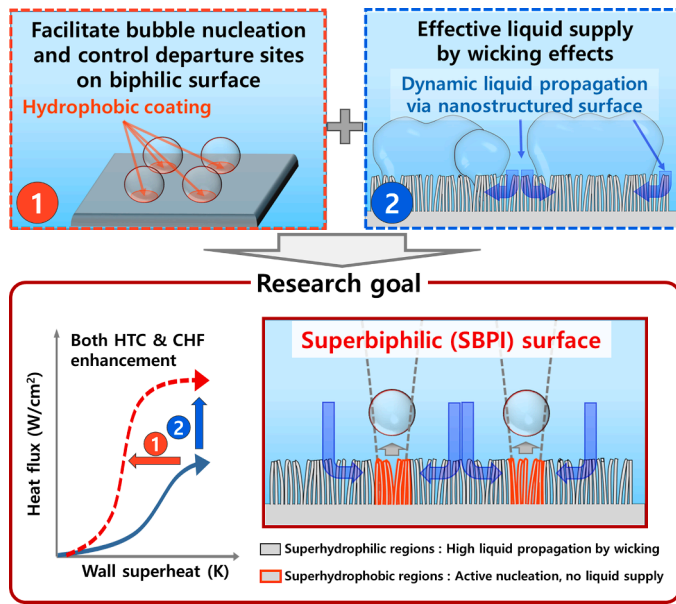 Facilitate bubble nucleation
and control departure sites
on biphilic surface
Hydrophobic coating
1
Effective liquid supply
by wicking effects
Dynamic liquid propagation
via nanostructured surface
2
Research goal
Both HTC & CHF
enhancement
Heat flux (W/cm²)
1
2
Wall superheat (K)
Superbiphilic (SBPI) surface
Superhydrophilic regions : High liquid propagation by wicking
Superhydrophobic regions : Active nucleation, no liquid supply